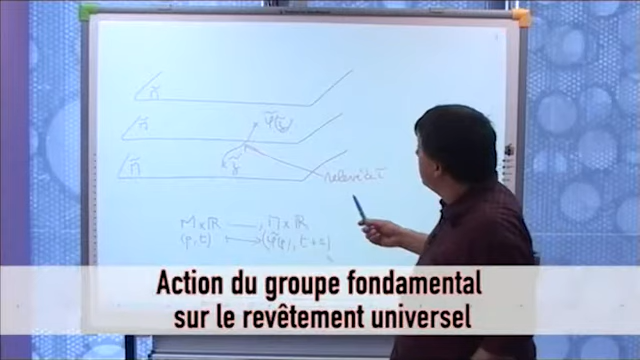 M̃
M̃
φ̃(z̃)
M̃
z̃
relevé de τ
M×ℝ → M×ℝ
(p,t) ↦ (φ̃(p), t+
Action du groupe fondamental
sur le revêtement universel